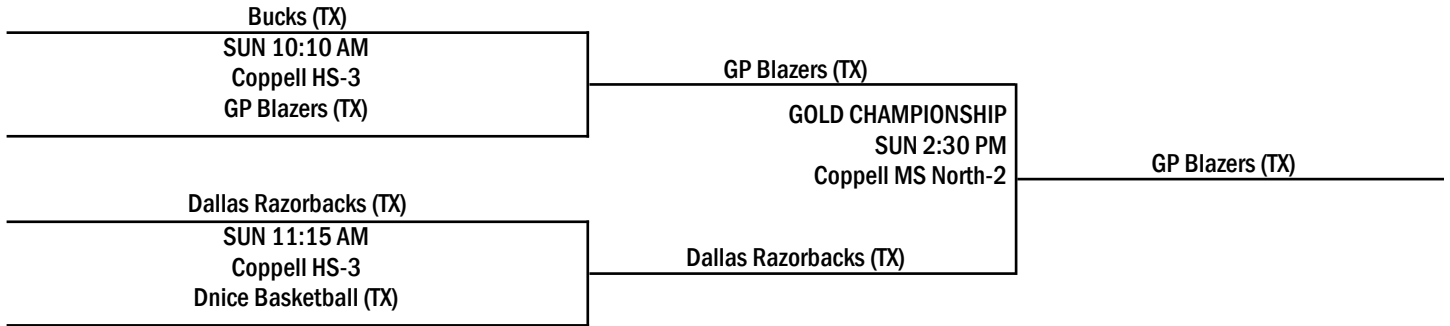 Bucks (TX)
SUN 10:10 AM
Coppell HS-3
GP Blazers (TX)
GP Blazers (TX)
GOLD CHAMPIONSHIP
SUN 2:30 PM
Coppell MS North-2
GP Blazers (TX)
Dallas Razorbacks (TX)
SUN 11:15 AM
Coppell HS-3
Dnice Basketball (TX)
Dallas Razorbacks (TX)